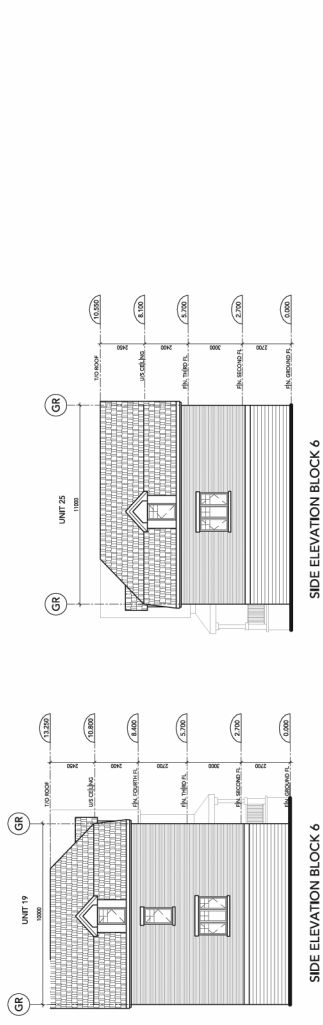 GR
GR
UNIT 19
10000
T/O ROOF
13.250
2450
U/S CEILING
10.800
2400
FIN. FOURTH FL
8.400
2700
FIN. THIRD FL
5.700
3000
FIN. SECOND FL
2.700
2700
FIN. GROUND FL
0.000
SIDE ELEVATION BLOCK 6
GR
GR
UNIT 25
11000
T/O ROOF
10.550
2450
U/S CEILING
8.100
2400
FIN. THIRD FL
5.700
3000
FIN. SECOND FL
2.700
2700
FIN. GROUND FL
0.000
SIDE ELEVATION BLOCK 6